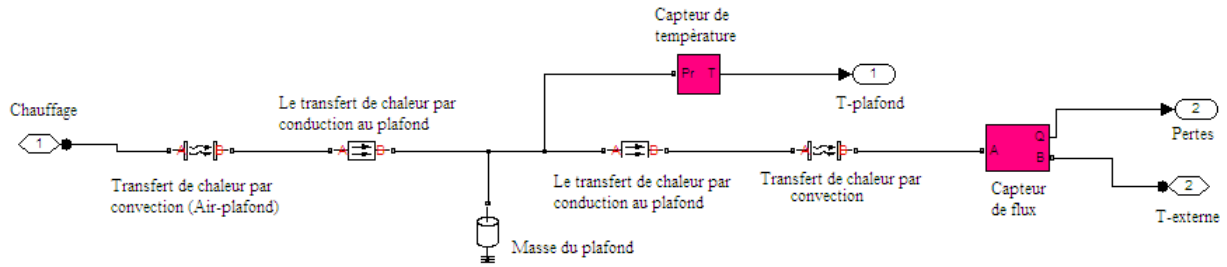 Capteur de
tempèrature
Pr T
1
T-plafond
Chauffage
1
Le transfert de chaleur par
conduction au plafond
A B
A B
A B
A B
Transfert de chaleur par
convection (Air-plafond)
Le transfert de chaleur par
conduction au plafond
Transfert de chaleur par
convection
Masse du plafond
A
Q
B
Capteur
de flux
2
Pertes
2
T-externe